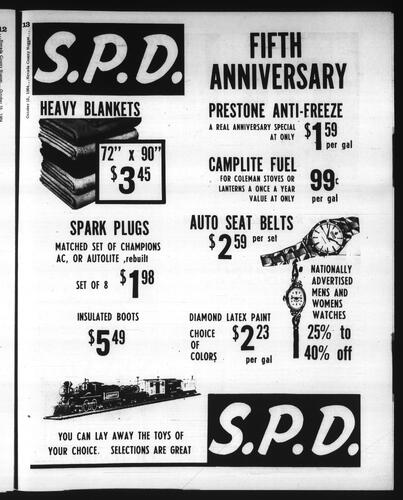 12
13
S.P.D.
FIFTH
ANNIVERSARY
HEAVY BLANKETS
72" x 90"
$3.45
PRESTONE ANTI-FREEZE
A REAL ANNIVERSARY SPECIAL
AT ONLY
$1.59
per gal
CAMPLITE FUEL
FOR COLEMAN STOVES OR
LANTERNS A ONCE A YEAR
VALUE AT ONLY
99c
per gal
SPARK PLUGS
MATCHED SET OF CHAMPIONS
AC, OR AUTOLITE ,rebuilt
SET OF 8 $1.98
AUTO SEAT BELTS
$2.59 per set
NATIONALLY
ADVERTISED
MENS AND
WOMENS
WATCHES
25% to
40% off
INSULATED BOOTS
$5.49
DIAMOND LATEX PAINT
CHOICE
OF
COLORS
$2.23
per gal
YOU CAN LAY AWAY THE TOYS OF
YOUR CHOICE. SELECTIONS ARE GREAT
S.P.D.